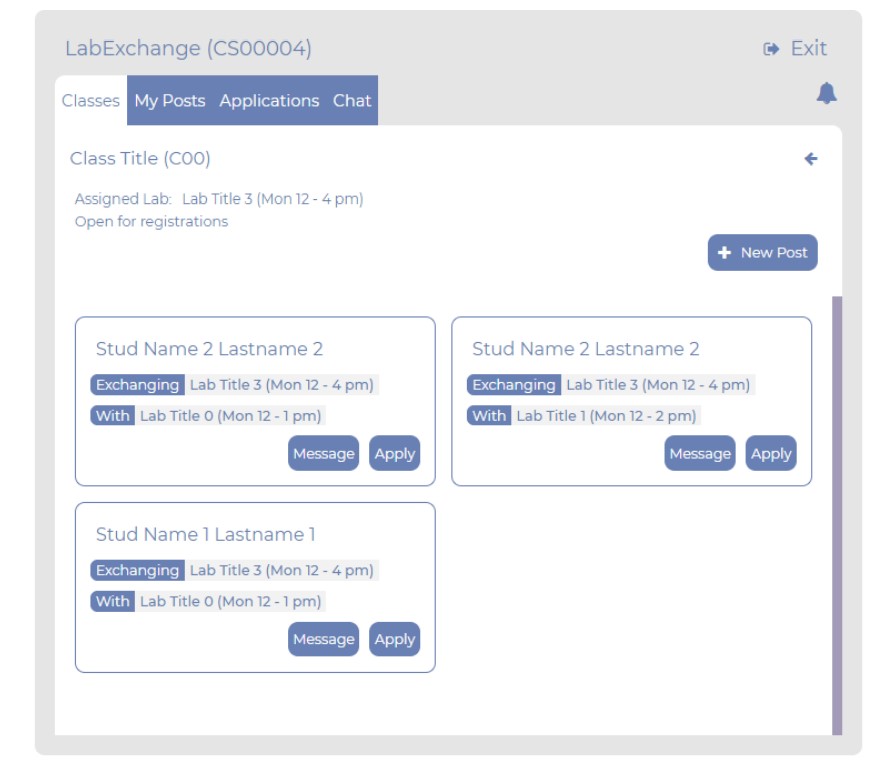 LabExchange (CS00004)
Exit
Classes My Posts Applications Chat
Class Title (C00)
Assigned Lab: Lab Title 3 (Mon 12 - 4 pm)
Open for registrations
New Post
Stud Name 2 Lastname 2
Exchanging Lab Title 3 (Mon 12 - 4 pm)
With Lab Title 0 (Mon 12 - 1 pm)
Message Apply
Stud Name 2 Lastname 2
Exchanging Lab Title 3 (Mon 12 - 4 pm)
With Lab Title 1 (Mon 12 - 2 pm)
Message Apply
Stud Name 1 Lastname 1
Exchanging Lab Title 3 (Mon 12 - 4 pm)
With Lab Title 0 (Mon 12 - 1 pm)
Message Apply